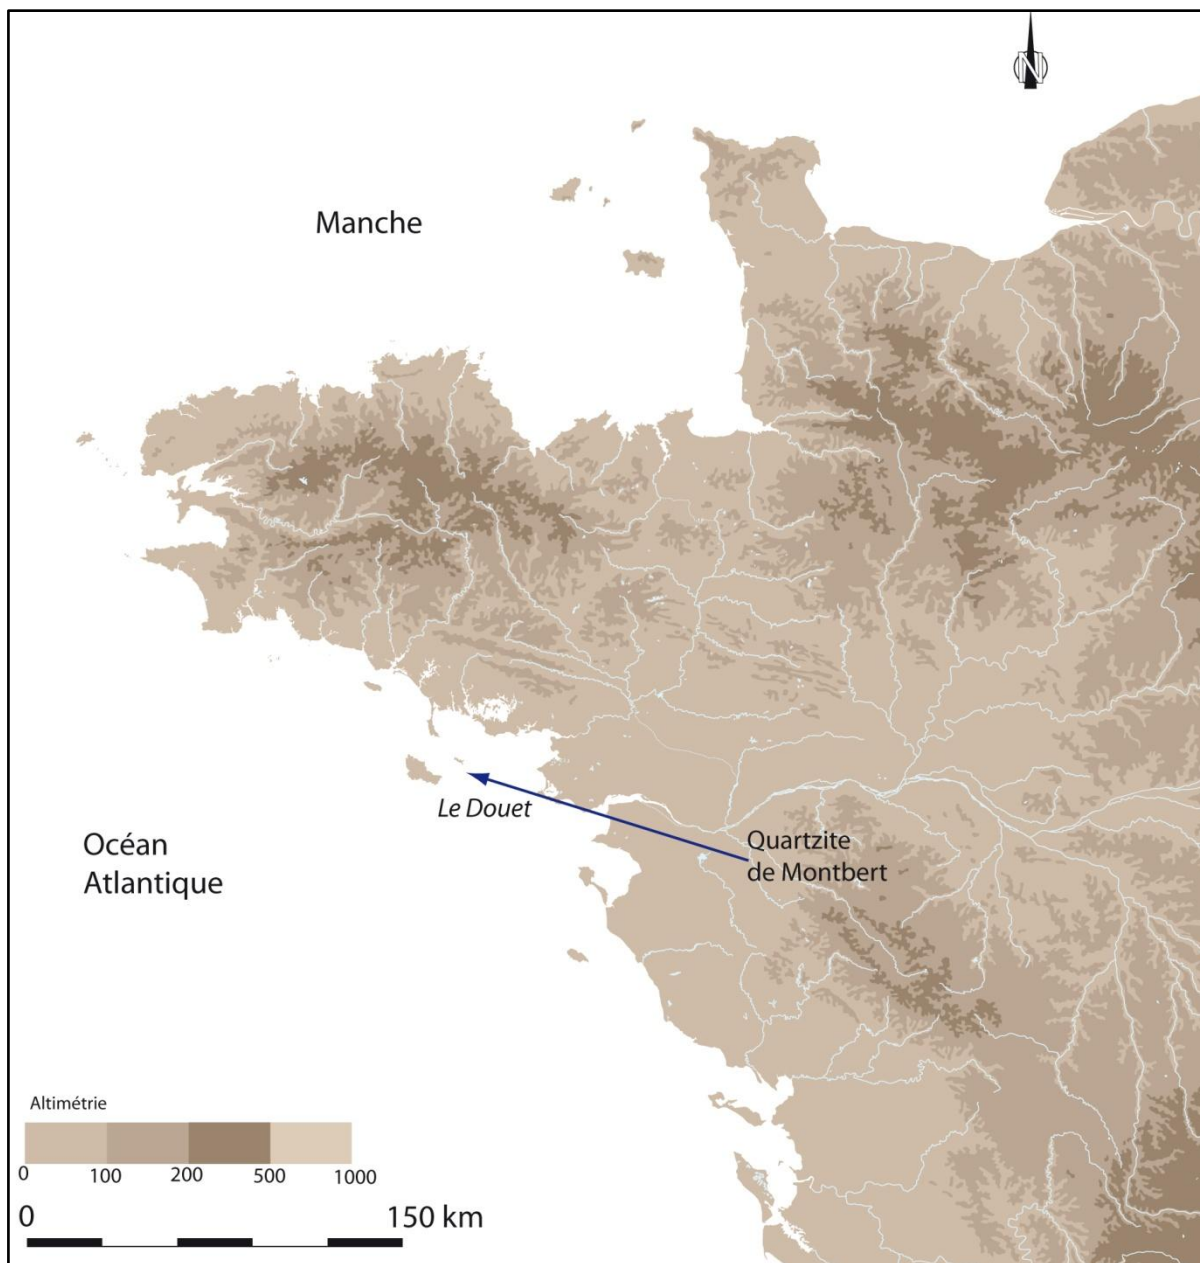 N
Manche
Le Douet
Quartzite
de Montbert
Océan
Atlantique
Altimétrie
0 100 200 500 1000
0 150 km